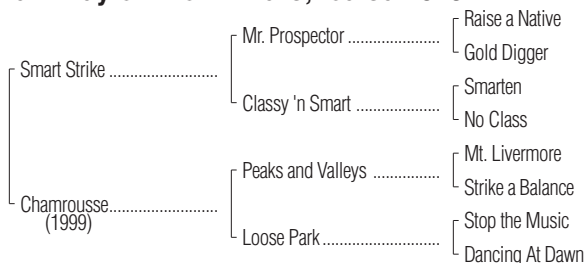 Smart Strike ..........................
Mr. Prospector ......................
Raise a Native
Gold Digger
Classy 'n Smart ....................
Smarten
No Class
Chamrousse..........................
(1999)
Peaks and Valleys ................
Mt. Livermore
Strike a Balance
Loose Park............................
Stop the Music
Dancing At Dawn